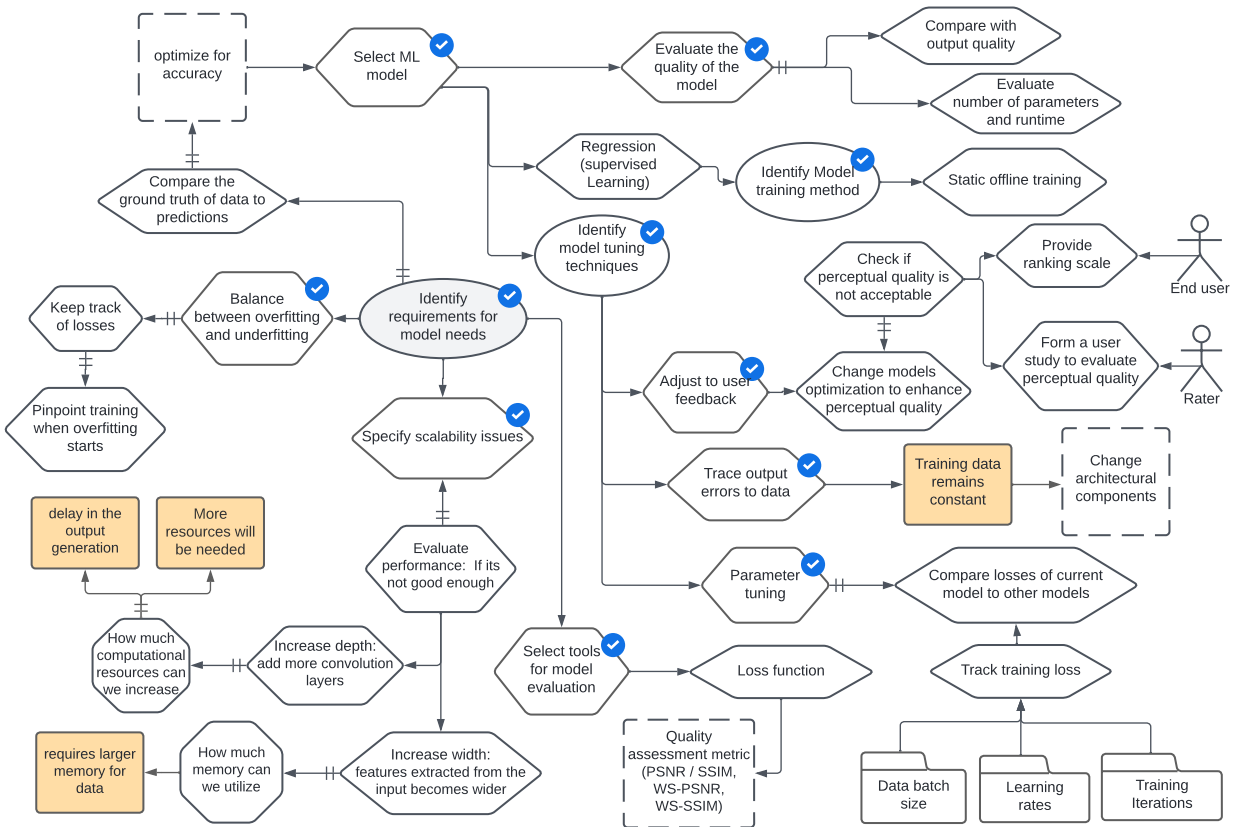 optimize for
accuracy
Select ML
model
Evaluate the
quality of the
model
Compare with
output quality
Evaluate
number of parameters
and runtime
Compare the
ground truth of data to
predictions
Regression
(supervised
Learning)
Identify Model
training method
Static offline training
Identify
model tuning
techniques
Check if
perceptual quality is
not acceptable
Provide
ranking scale
End user
Keep track
of losses
Balance
between overfitting
and underfitting
Identify
requirements for
model needs
Form a user
study to evaluate
perceptual quality
Rater
Adjust to user
feedback
Change models
optimization to enhance
perceptual quality
Pinpoint training
when overfitting
starts
Specify scalability issues
Trace output
errors to data
Training data
remains
constant
Change
architectural
components
delay in the
output
generation
More
resources will
be needed
Evaluate
performance: If its
not good enough
Parameter
tuning
Compare losses of current
model to other models
How much
computational
resources can
we increase
Increase depth:
add more convolution
layers
Select tools
for model
evaluation
Loss function
Track training loss
requires larger
memory for
data
How much
memory can
we utilize
Increase width:
features extracted from the
input becomes wider
Quality
assessment metric
(PSNR / SSIM,
WS-PSNR,
WS-SSIM)
Data batch
size
Learning
rates
Training
Iterations